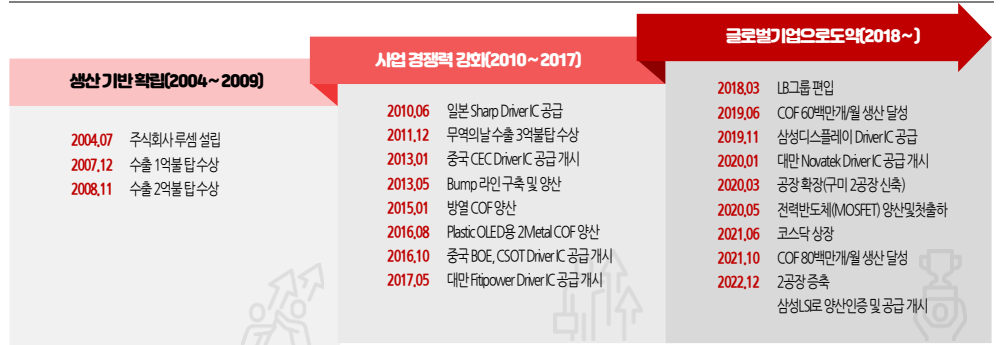 생산 기반 확립(2004~2009)
2004.07 주식회사 루셈 설립
2007.12 수출 1억불 탑 수상
2008.11 수출 2억불 탑 수상
사업 경쟁력 강화(2010~2017)
2010.06 일본 Sharp Driver IC 공급
2011.12 무역의날 수출 3억불탑 수상
2013.01 중국 CEC Driver IC 공급 개시
2013.05 Bump 라인 구축 및 양산
2015.01 방열 COF 양산
2016.08 Plastic OLED용 2Metal COF 양산
2016.10 중국 BOE, CSOT Driver IC 공급 개시
2017.05 대만 Fitipower Driver IC 공급 개시
글로벌기업으로도약(2018~)
2018.03 LB그룹 편입
2019.06 COF 60백만개/월 생산 달성
2019.11 삼성디스플레이 Driver IC 공급
2020.01 대만 Novatek Driver IC 공급 개시
2020.03 공장 확장(구미 2공장 신축)
2020.05 전력반도체(MOSFET) 양산및첫출하
2021.06 코스닥 상장
2021.10 COF 80백만개/월 생산 달성
2022.12 2공장 증축
삼성LSI로 양산인증 및 공급 개시